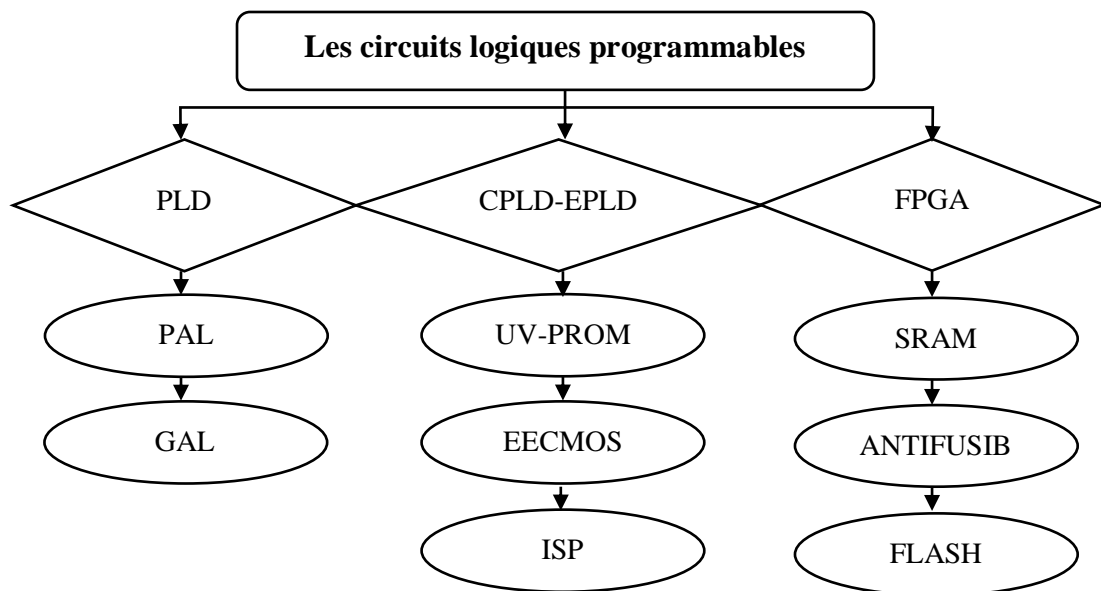 Les circuits logiques programmables
PLD
CPLD-EPLD
FPGA
PAL
UV-PROM
SRAM
GAL
EECMOS
ANTIFUSIB
ISP
FLASH